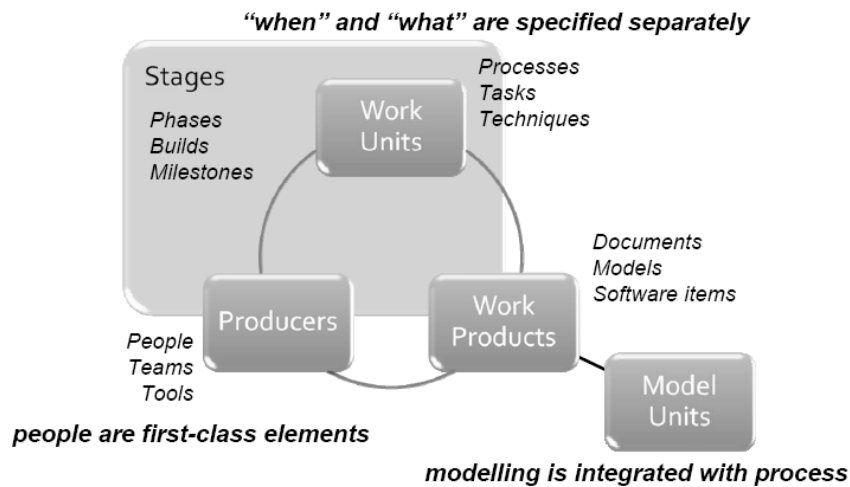 “when” and “what” are specified separately
Stages
Phases
Builds
Milestones
Work
Units
Processes
Tasks
Techniques
Producers
People
Teams
Tools
Work
Products
Documents
Models
Software items
Model
Units
people are first-class elements
modelling is integrated with process